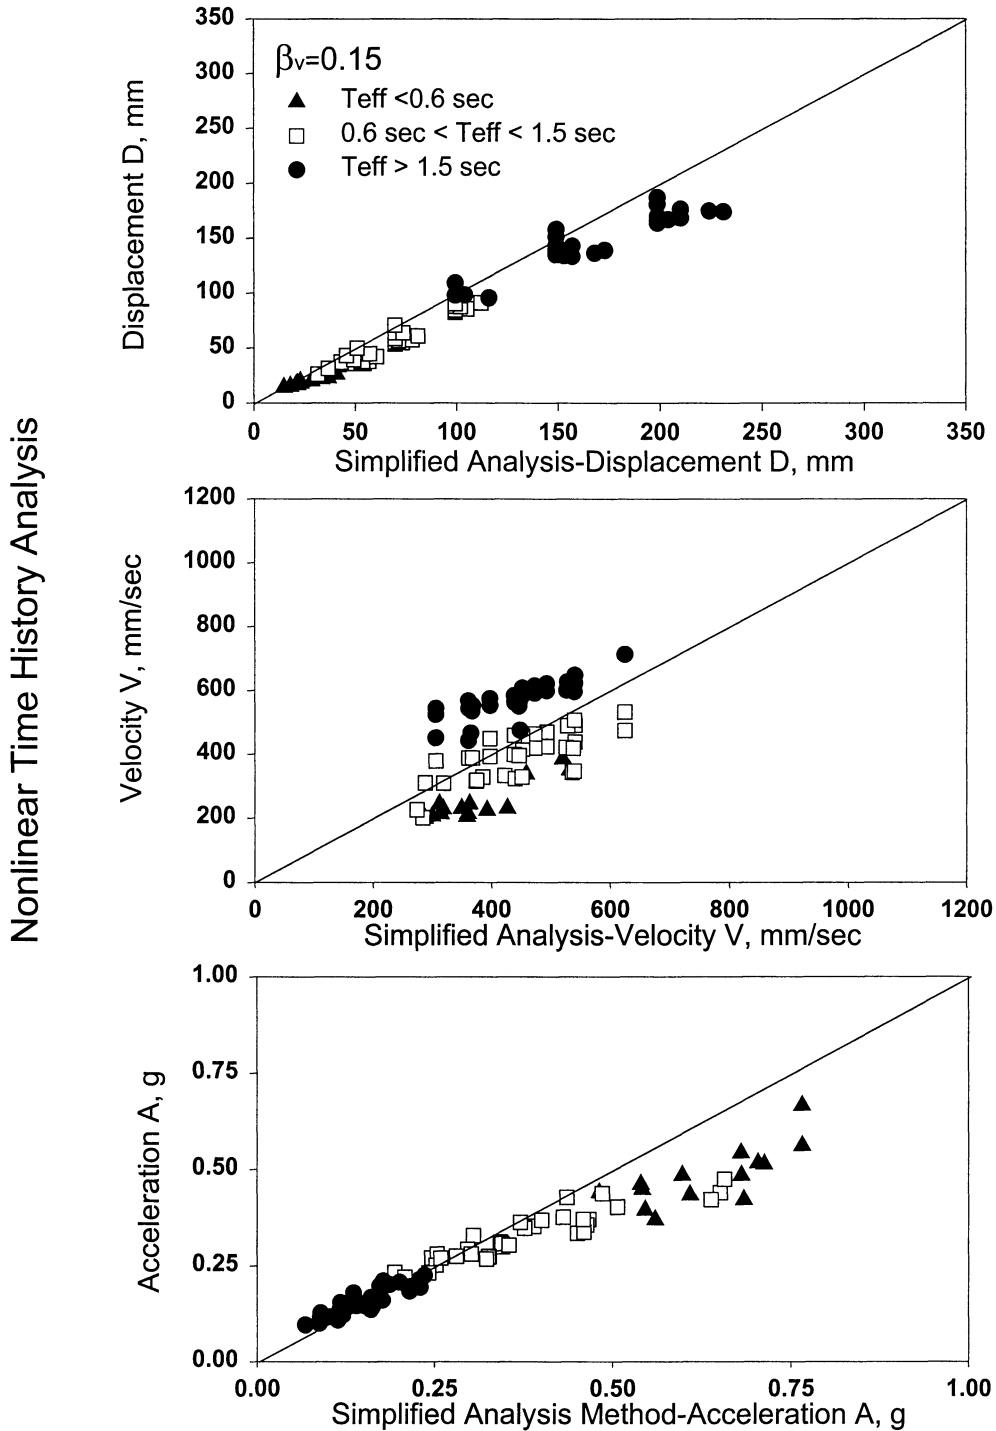 Nonlinear Time History Analysis
Displacement D, mm
350
300
250
200
150
100
50
0
βv=0.15
Teff <0.6 sec
0.6 sec < Teff < 1.5 sec
Teff > 1.5 sec
0 50 100 150 200 250 300 350
Simplified Analysis-Displacement D, mm
Velocity V, mm/sec
1200
1000
800
600
400
200
0
0 200 400 600 800 1000 1200
Simplified Analysis-Velocity V, mm/sec
Acceleration A, g
1.00
0.75
0.50
0.25
0.00
0.00 0.25 0.50 0.75 1.00
Simplified Analysis Method-Acceleration A, g